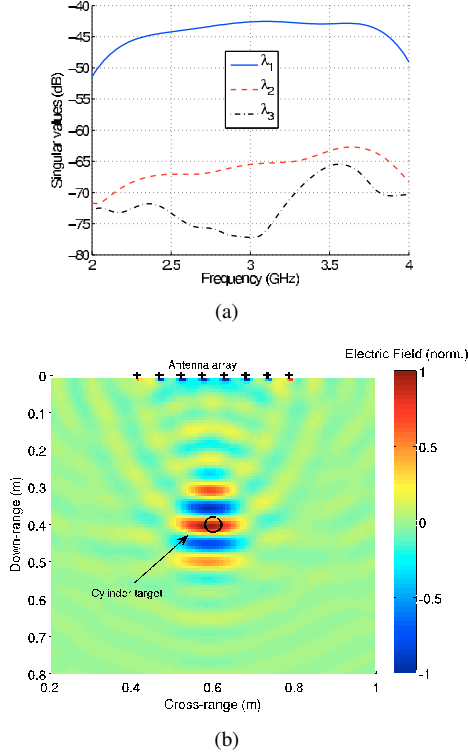 −40
−45
−50
−55
−60
−65
−70
−75
−80
Singular values (dB)
λ1
λ2
λ3
2 2.5 3 3.5 4
Frequency (GHz)
(a)
Electric Field (norm.)
Antenna array
0
0.1
0.2
0.3
0.4
0.5
0.6
0.7
0.8
Down-range (m)
Cylinder target
0.2 0.4 0.6 0.8 1
Cross-range (m)
1
0.5
0
-0.5
-1
(b)